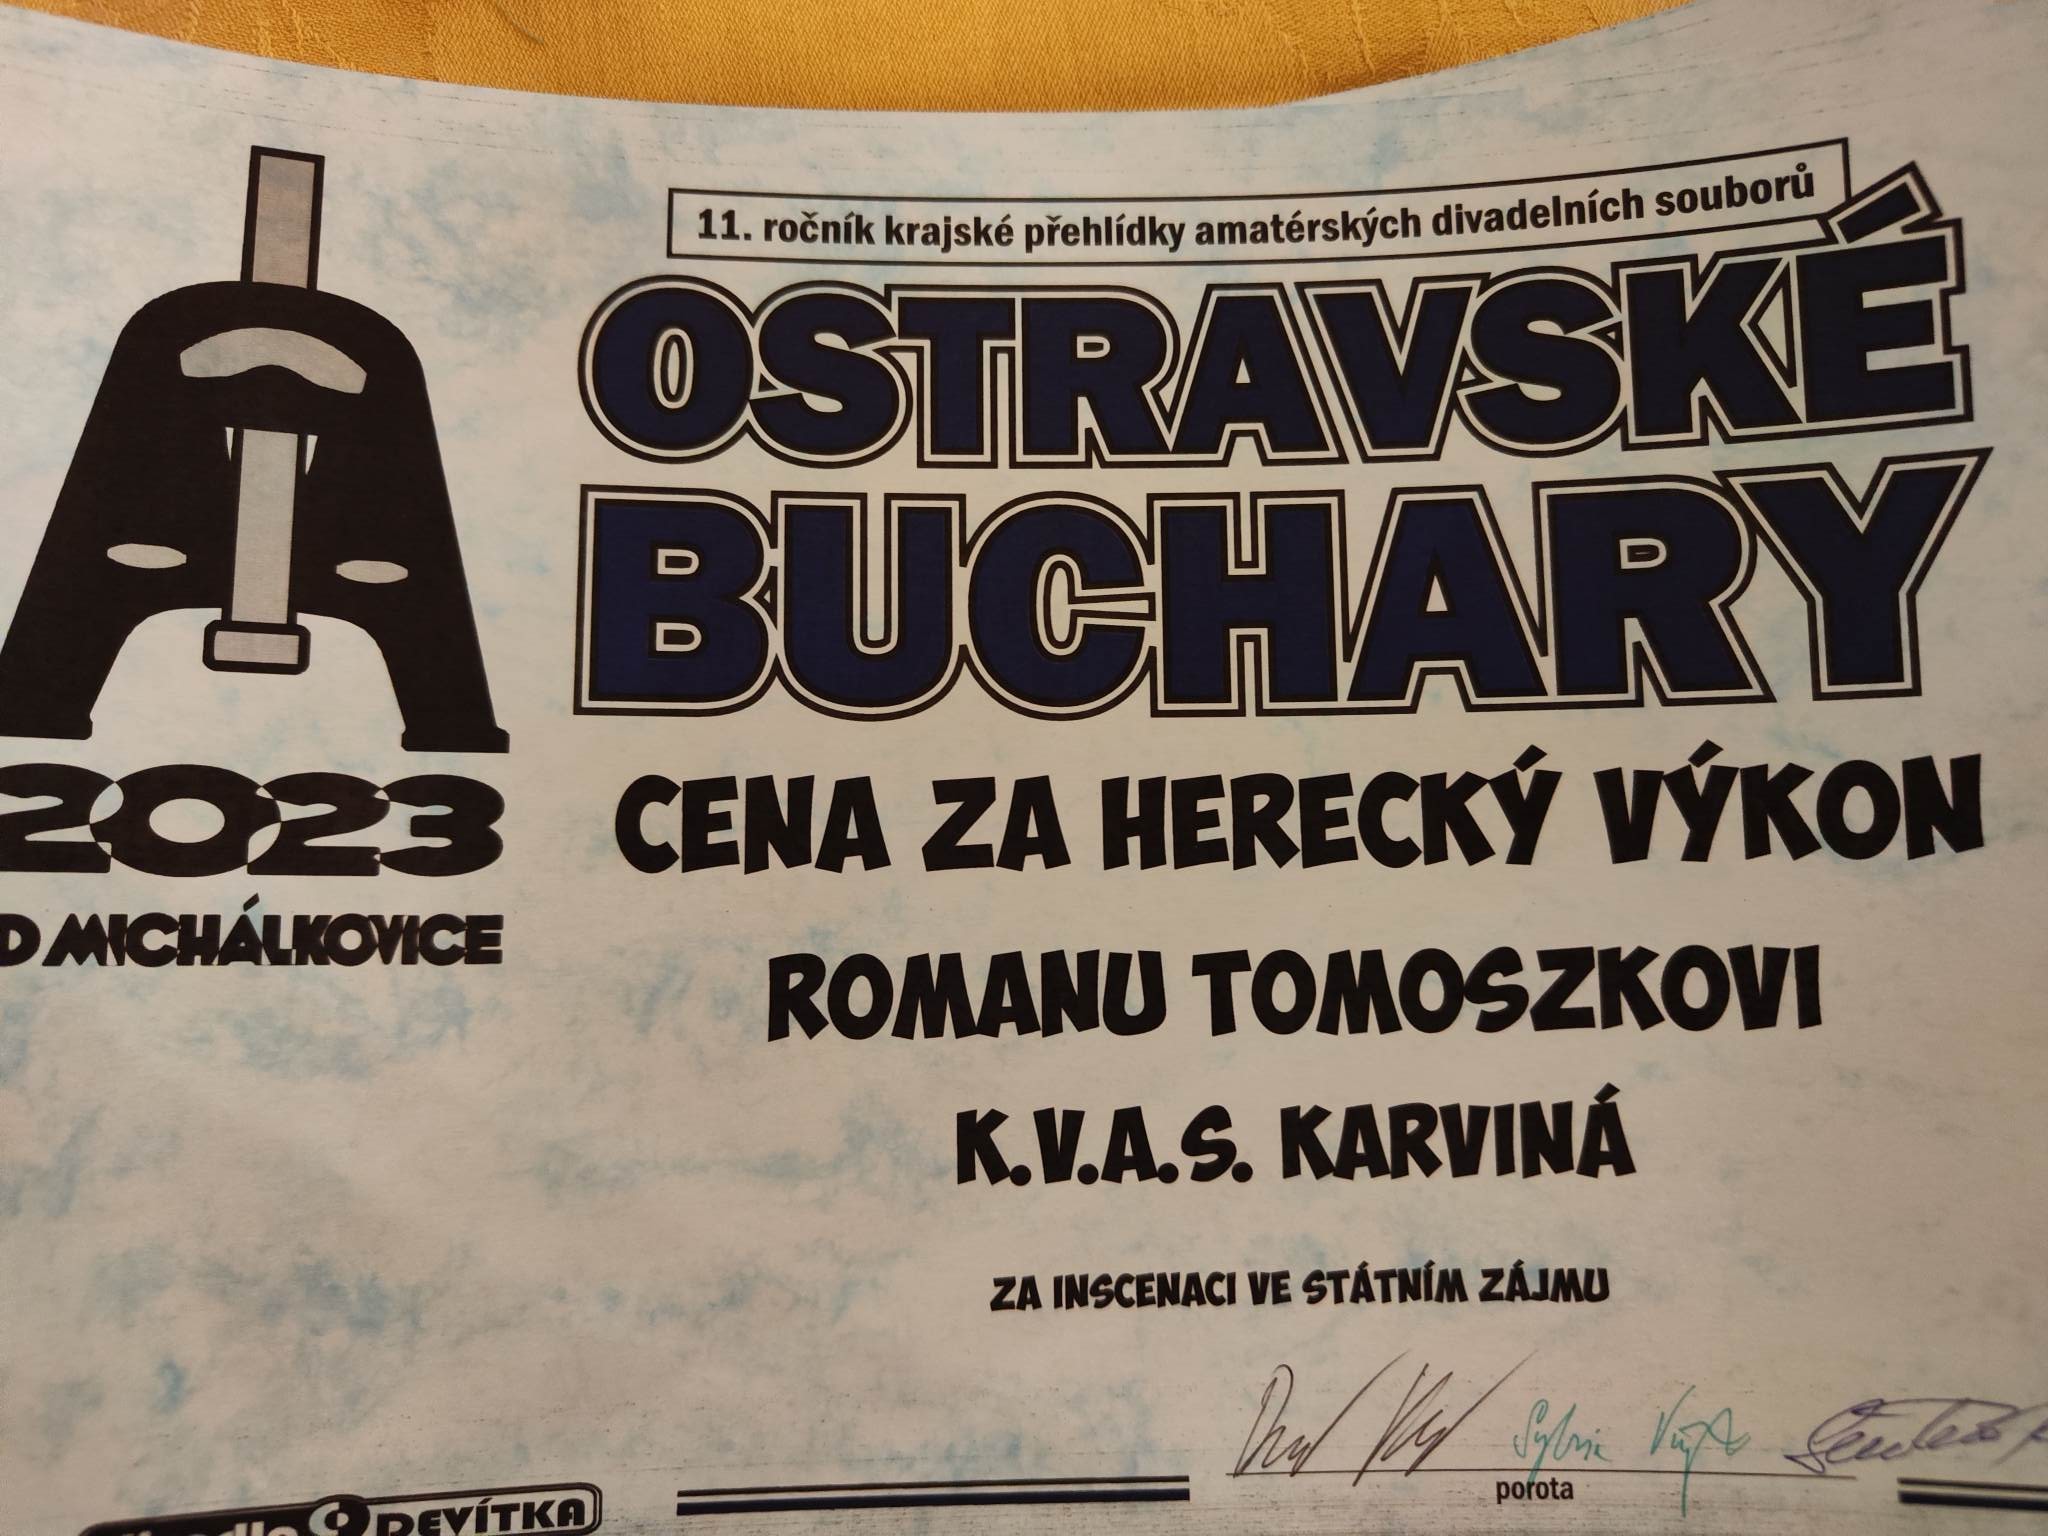 11. ročník krajské přehlídky amatérských divadelních souborů
OSTRAVSKÉ
BUCHARY
2023
D MICHÁLKOVICE
CENA ZA HERECKÝ VÝKON
ROMANU TOMOSZKOVI
K.V.A.S. KARVINÁ
ZA INSCENACI VE STÁTNÍM ZÁJMU
porota
DEVÍTKA